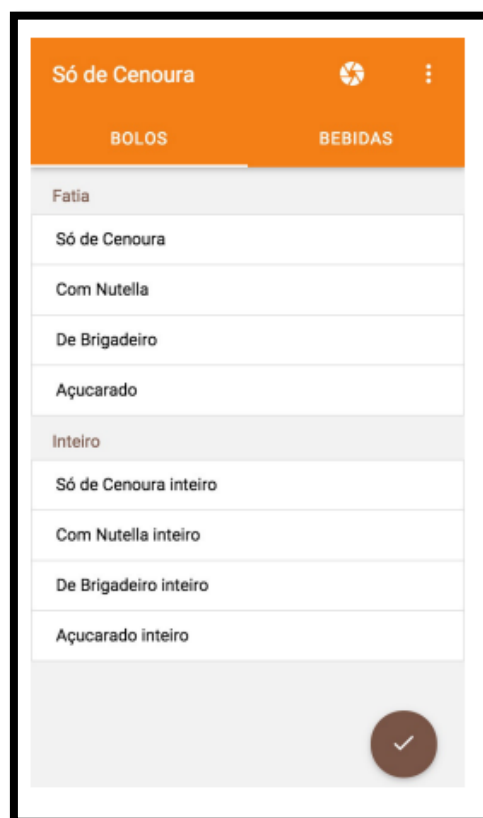 Só de Cenoura
BOLOS BEBIDAS
Fatia
Só de Cenoura
Com Nutella
De Brigadeiro
Açucarado
Inteiro
Só de Cenoura inteiro
Com Nutella inteiro
De Brigadeiro inteiro
Açucarado inteiro